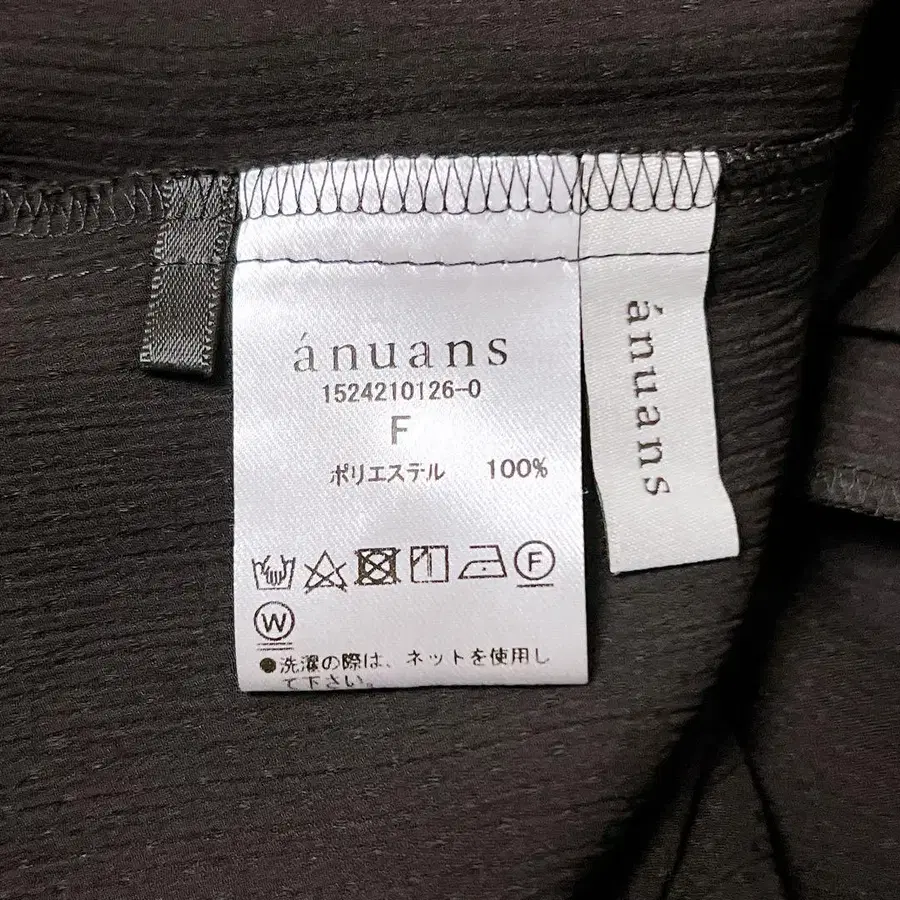 ánuans
1524210126-0
F
ポリエステル 100%
F
W
●洗濯の際は、ネットを使用し
て下さい。
ánuans